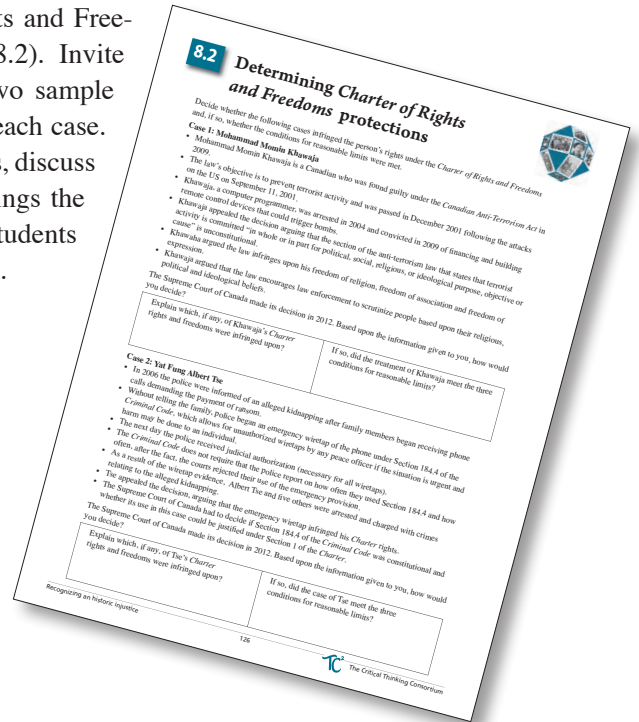 ts and Free-
8.2). Invite
wo sample
each case.
s, discuss
ings the
tudents
.
8.2
Determining Charter of Rights
and Freedoms protections
Decide whether the following cases infringed the person's rights under the Charter of Rights and Freedoms
and, if so, whether the conditions for reasonable limits were met.
Case 1: Mohammad Momin Khawaja
• Mohammad Momin Khawaja is a Canadian who was found guilty under the Canadian Anti-Terrorism Act in
2009.
• The law's objective is to prevent terrorist activity and was passed in December 2001 following the attacks
on the US on September 11, 2001.
• Khawaja, a computer programmer, was arrested in 2004 and convicted in 2009 of financing and building
remote control devices that could trigger bombs.
• Khawaja appealed the decision arguing that the section of the anti-terrorism law that states that terrorist
activity is committed "in whole or in part for political, social, religious, or ideological purpose, objective or
cause" is unconstitutional.
• Khawaha argued the law infringes upon his freedom of religion, freedom of association and freedom of
expression.
• Khawaja argued that the law encourages law enforcement to scrutinize people based upon their religious,
political and ideological beliefs.
The Supreme Court of Canada made its decision in 2012. Based upon the information given to you, how would
you decide?
Explain which, if any, of Khawaja's Charter
rights and freedoms were infringed upon?
If so, did the treatment of Khawaja meet the three
conditions for reasonable limits?
Case 2: Yat Fung Albert Tse
• In 2006 the police were informed of an alleged kidnapping after family members began receiving phone
calls demanding the payment of ransom.
• Without telling the family, police began an emergency wiretap of the phone under Section 184.4 of the
Criminal Code, which allows for unauthorized wiretaps by any peace officer if the situation is urgent and
harm may be done to an individual.
• The next day the police received judicial authorization (necessary for all wiretaps).
• The Criminal Code does not require that the police report on how often they used Section 184.4 and how
often, after the fact, the courts rejected their use of the emergency provision.
• As a result of the wiretap evidence, Albert Tse and five others were arrested and charged with crimes
relating to the alleged kidnapping.
• Tse appealed the decision, arguing that the emergency wiretap infringed his Charter rights.
• The Supreme Court of Canada had to decide if Section 184.4 of the Criminal Code was constitutional and
whether its use in this case could be justified under Section 1 of the Charter.
The Supreme Court of Canada made its decision in 2012. Based upon the information given to you, how would
you decide?
Explain which, if any, of Tse's Charter
rights and freedoms were infringed upon?
If so, did the case of Tse meet the three
conditions for reasonable limits?
Recognizing an historic injustice
126
TC² The Critical Thinking Consortium